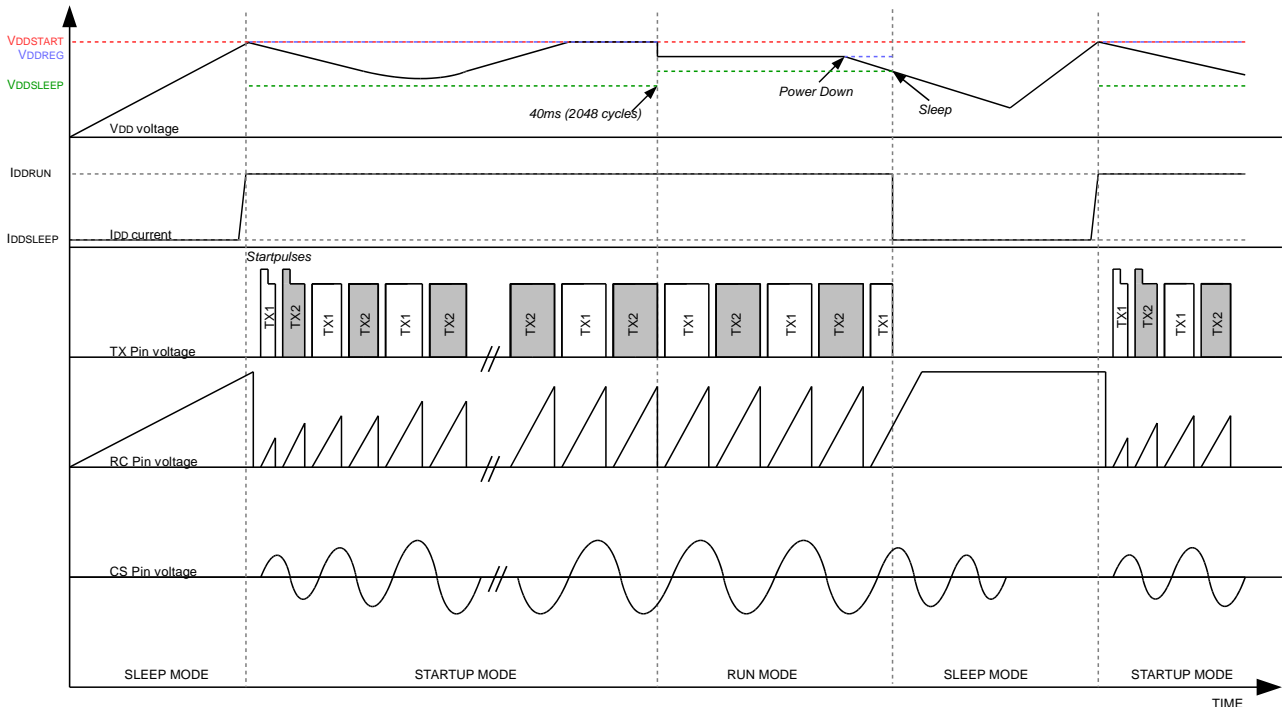 VDDSTART
VDDREG
VDDSLEEP
40ms (2048 cycles)
Power Down
Sleep
VDD voltage
IDDRUN
IDDSLEEP
IDD current
Startpulses
TX1
TX2
TX1
TX2
TX1
TX2
TX2
TX1
TX2
TX1
TX2
TX1
TX2
TX1
TX1
TX2
TX1
TX2
TX Pin voltage
RC Pin voltage
CS Pin voltage
SLEEP MODE
STARTUP MODE
RUN MODE
SLEEP MODE
STARTUP MODE
TIME